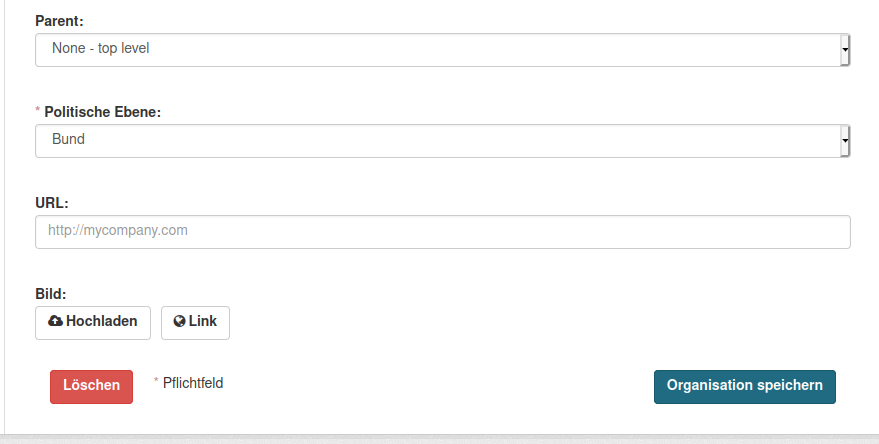 Parent:
None - top level
* Politische Ebene:
Bund
URL:
http://mycompany.com
Bild:
Hochladen Link
Löschen * Pflichtfeld Organisation speichern